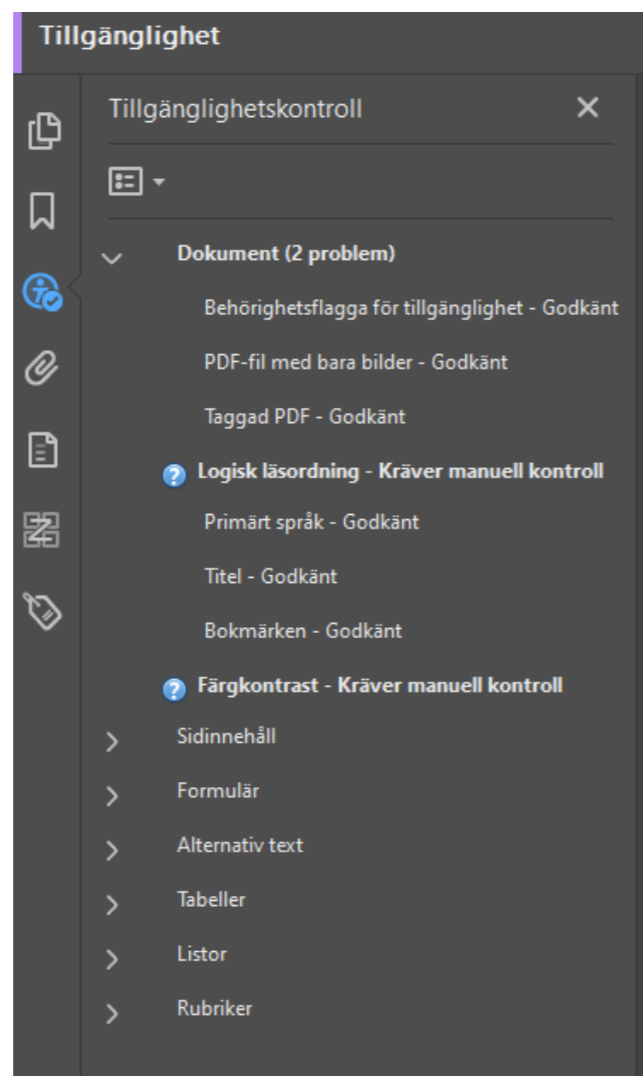 Tillgänglighet
Tillgänglighetskontroll
Dokument (2 problem)
Behörighetsflagga för tillgänglighet - Godkänt
PDF-fil med bara bilder - Godkänt
Taggad PDF - Godkänt
Logisk läsordning - Kräver manuell kontroll
Primärt språk - Godkänt
Titel - Godkänt
Bokmärken - Godkänt
Färgkontrast - Kräver manuell kontroll
Sidinnehåll
Formulär
Alternativ text
Tabeller
Listor
Rubriker